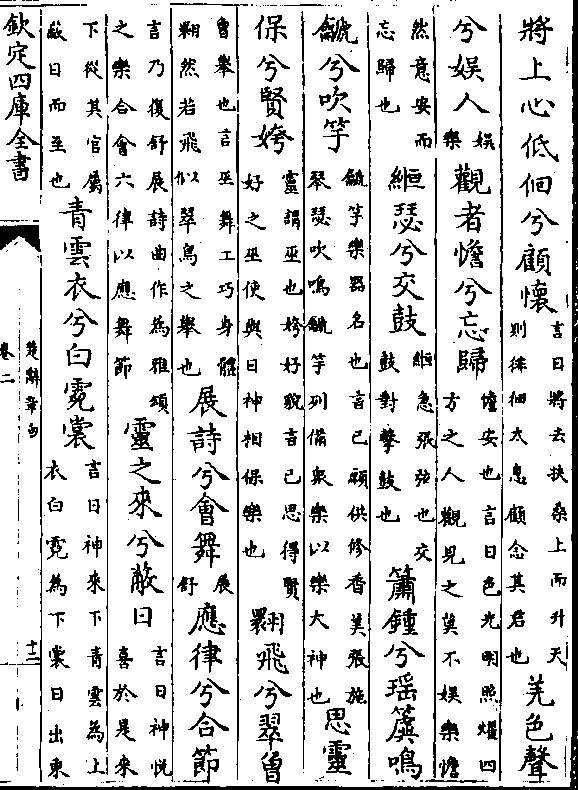 將上心低佪兮顧懷言日將去扶桑上而升天則徘徊太息顧念其君也羌色聲
兮娛人娛樂觀者憺兮忘歸憺安也言日色光明照燿四方之人觀見之莫不娛樂憺
然意安而忘歸也縆瑟兮交鼓縆急張弦也交鼓對擊鼓也簫鍾兮瑶簴鳴
䶵兮吹竽䶵竽樂器名也言已願供修香美張施琴瑟吹鳴䶵竽列備衆樂以樂大神也思靈
保兮賢姱靈謂巫也姱好貌言已思得賢好之巫使與日神相保樂也翾飛兮翠曾
曾舉也言巫舞工巧身體翾然若飛似翠鳥之舉也展詩兮會舞展舒應律兮合節
言乃復舒展詩曲作為雅頌之樂合會六律以應舞節靈之來兮蔽日言日神悦喜於是來
下從其官屬蔽日而至也青雲衣兮白霓裳言日神來下青雲為上衣白霓為下裳日出東
欽定四庫全書
楚辭章句
卷二
十二